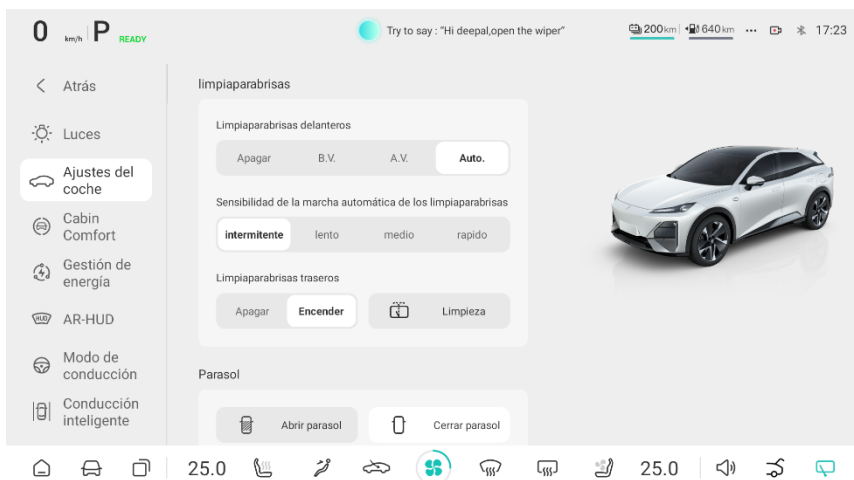 0 km/h P READY
Try to say : "Hi deepal,open the wiper"
200km 640 km ••• 17:23
Atrás
Luces
Ajustes del
coche
Cabin
Comfort
Gestión de
energía
HUD AR-HUD
Modo de
conducción
Conducción
inteligente
limpiaparabrisas
Limpiaparabrisas delanteros
Apagar B.V. A.V. Auto.
Sensibilidad de la marcha automática de los limpiaparabrisas
intermitente lento medio rapido
Limpiaparabrisas traseros
Apagar Encender Limpieza
Parasol
Abrir parasol Cerrar parasol
25.0 25.0